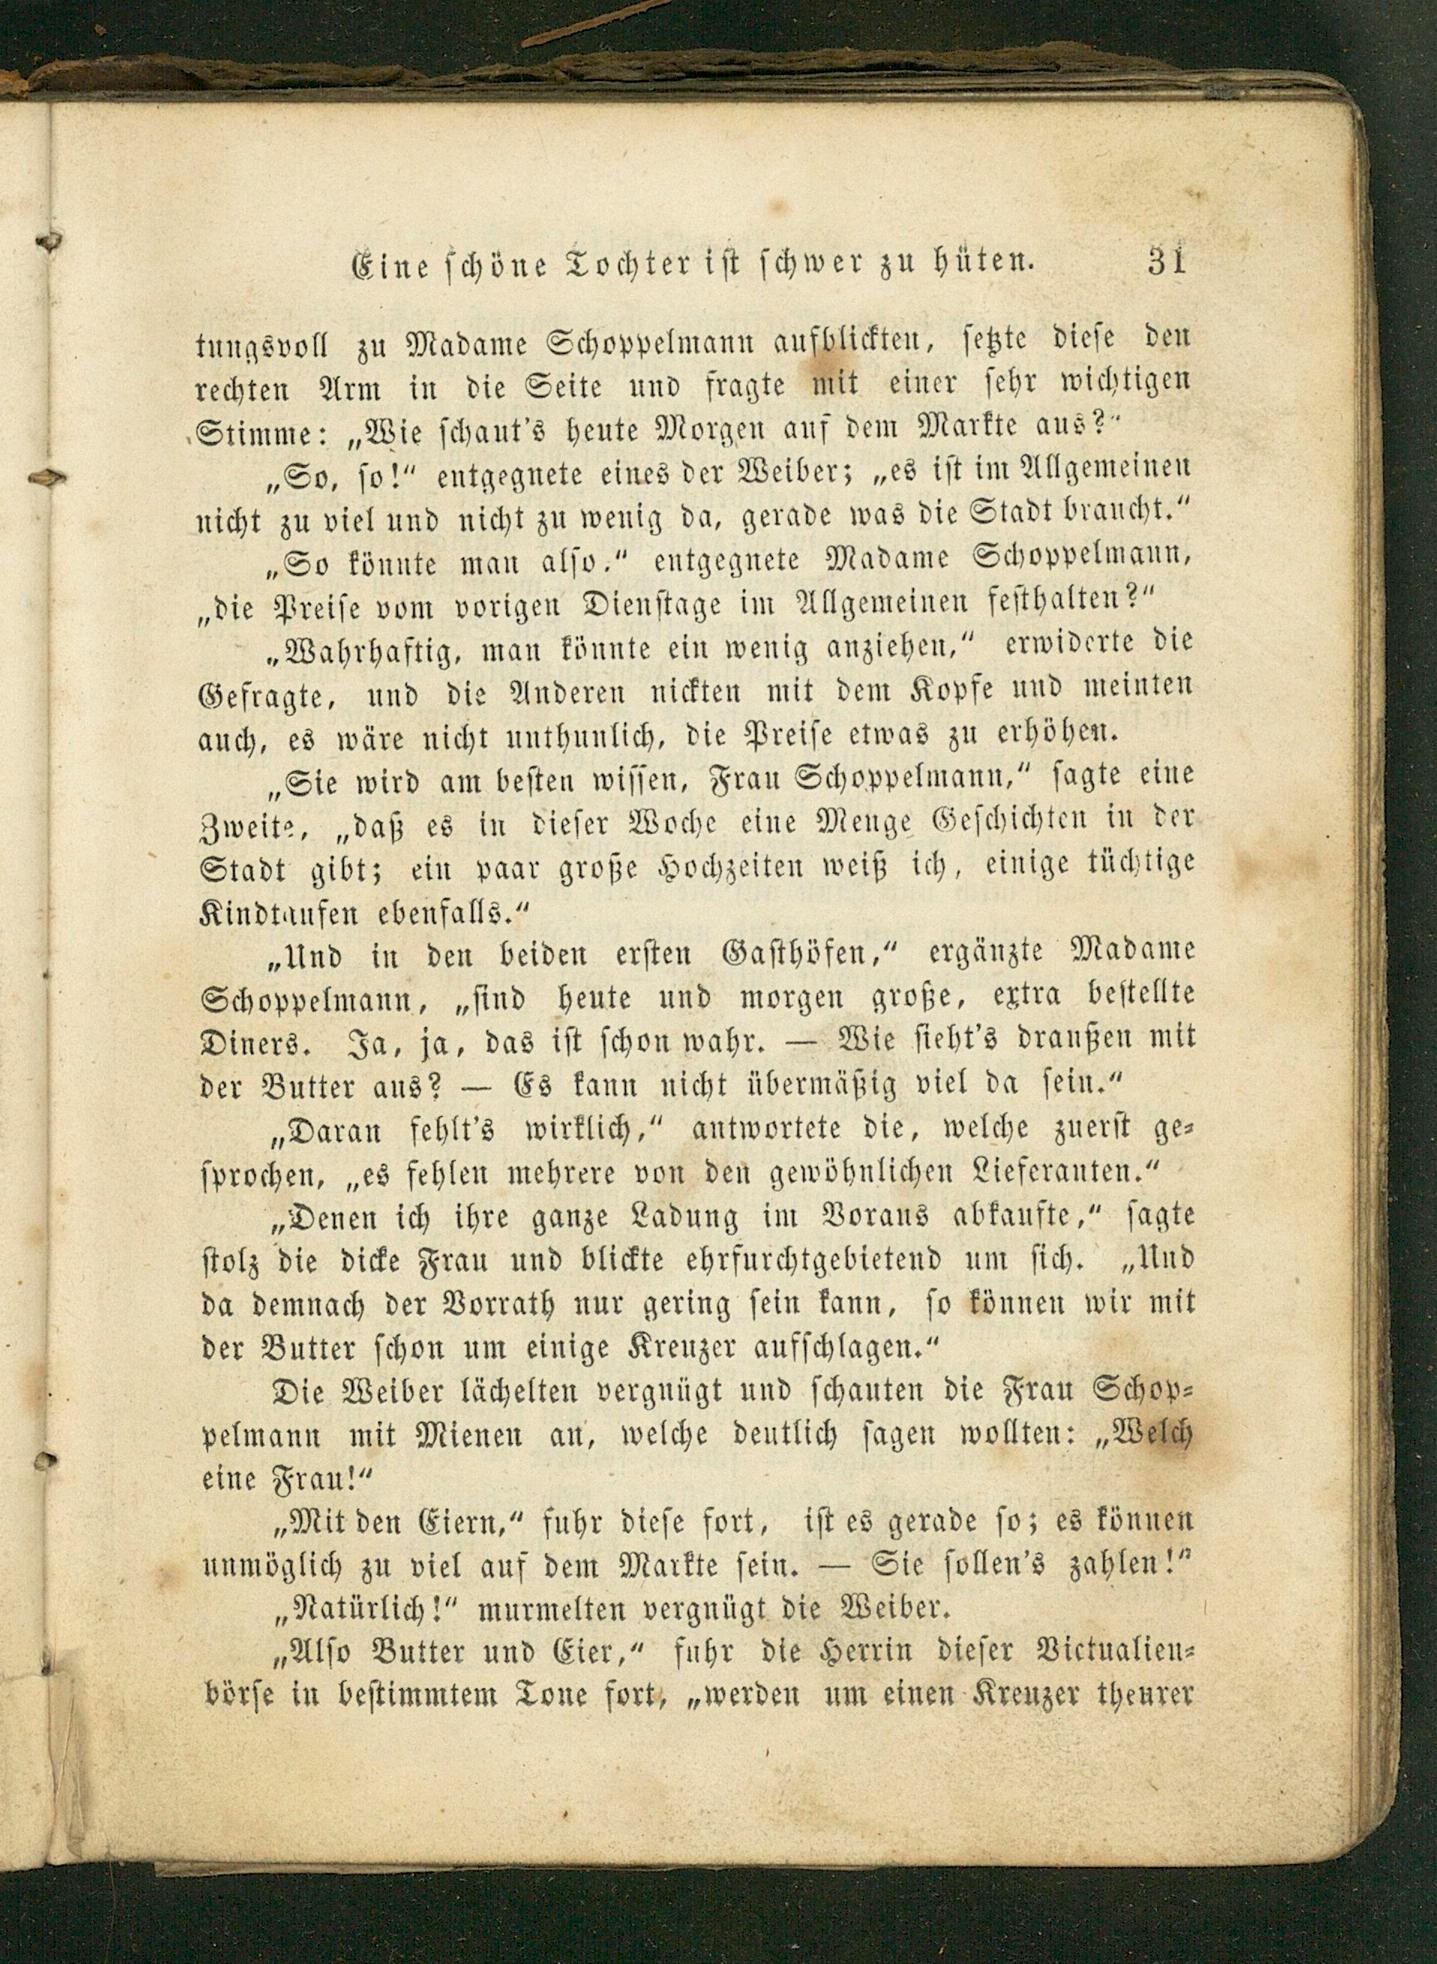 Eine schöne Tochter ist schwer zu hüten. 31
tungsvoll zu Madame Schoppelmann aufblickten, setzte diese den
rechten Arm in die Seite und fragte mit einer sehr wichtigen
Stimme: „Wie schaut's heute Morgen auf dem Markte aus?“
„So, so!“ entgegnete eines der Weiber; „es ist im Allgemeinen
nicht zu viel und nicht zu wenig da, gerade was die Stadt braucht.“
„So könnte man also,“ entgegnete Madame Schoppelmann,
„die Preise vom vorigen Dienstage im Allgemeinen festhalten?“
„Wahrhaftig, man könnte ein wenig anziehen,“ erwiderte die
Gefragte, und die Anderen nickten mit dem Kopfe und meinten
auch, es wäre nicht unthunlich, die Preise etwas zu erhöhen.
„Sie wird am besten wissen, Frau Schoppelmann,“ sagte eine
Zweite, „daß es in dieser Woche eine Menge Geschichten in der
Stadt gibt; ein paar große Hochzeiten weiß ich, einige tüchtige
Kindtaufen ebenfalls.“
„Und in den beiden ersten Gasthöfen,“ ergänzte Madame
Schoppelmann, „sind heute und morgen große, extra bestellte
Diners. Ja, ja, das ist schon wahr. — Wie sieht's draußen mit
der Butter aus? — Es kann nicht übermäßig viel da sein.“
„Daran fehlt's wirklich,“ antwortete die, welche zuerst ge-
sprochen, „es fehlen mehrere von den gewöhnlichen Lieferanten.“
„Denen ich ihre ganze Ladung im Voraus abkaufte,“ sagte
stolz die dicke Frau und blickte ehrfurchtgebietend um sich. „Und
da demnach der Vorrath nur gering sein kann, so können wir mit
der Butter schon um einige Kreuzer aufschlagen.“
Die Weiber lächelten vergnügt und schauten die Frau Schop-
pelmann mit Mienen an, welche deutlich sagen wollten: „Welch
eine Frau!“
„Mit den Eiern,“ fuhr diese fort, ist es gerade so; es können
unmöglich zu viel auf dem Markte sein. — Sie sollen's zahlen!“
„Natürlich!“ murmelten vergnügt die Weiber.
„Also Butter und Eier,“ fuhr die Herrin dieser Victualien-
börse in bestimmtem Tone fort, „werden um einen Kreuzer theurer